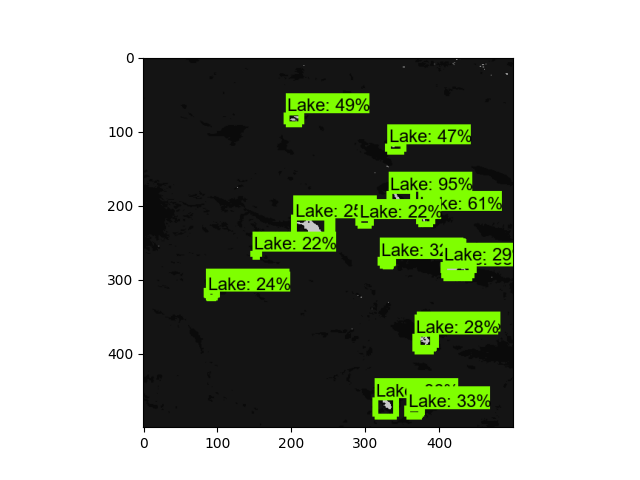 0
100
200
300
400
Lake: 49%
Lake: 47%
Lake: 95%
ke: 61%
Lake: 2
Lake: 22%
Lake: 22%
Lake: 3
Lake: 29
Lake: 24%
Lake: 28%
Lake
Lake: 33%
0
100
200
300
400